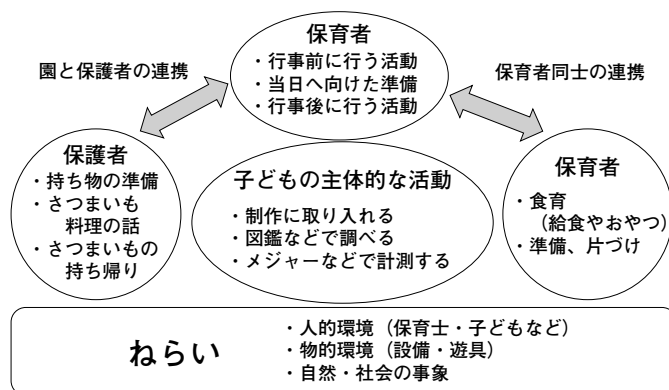 保育者
・行事前に行う活動
・当日へ向けた準備
・行事後に行う活動
園と保護者の連携
保育者同士の連携
保護者
・持ち物の準備
・さつまいも
料理の話
・さつまいもの
持ち帰り
子どもの主体的な活動
・制作に取り入れる
・図鑑などで調べる
・メジャーなどで計測する
保育者
・食育
（給食やおやつ）
・準備、片づけ
ねらい
・人的環境（保育士・子どもなど）
・物的環境（設備・遊具）
・自然・社会の事象